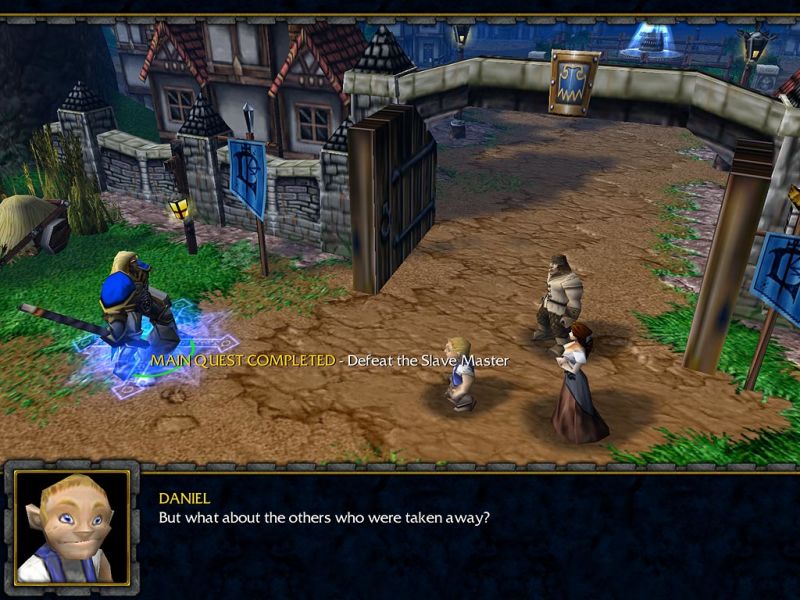 MAIN QUEST COMPLETED - Defeat the Slave Master
DANIEL
But what about the others who were taken away?